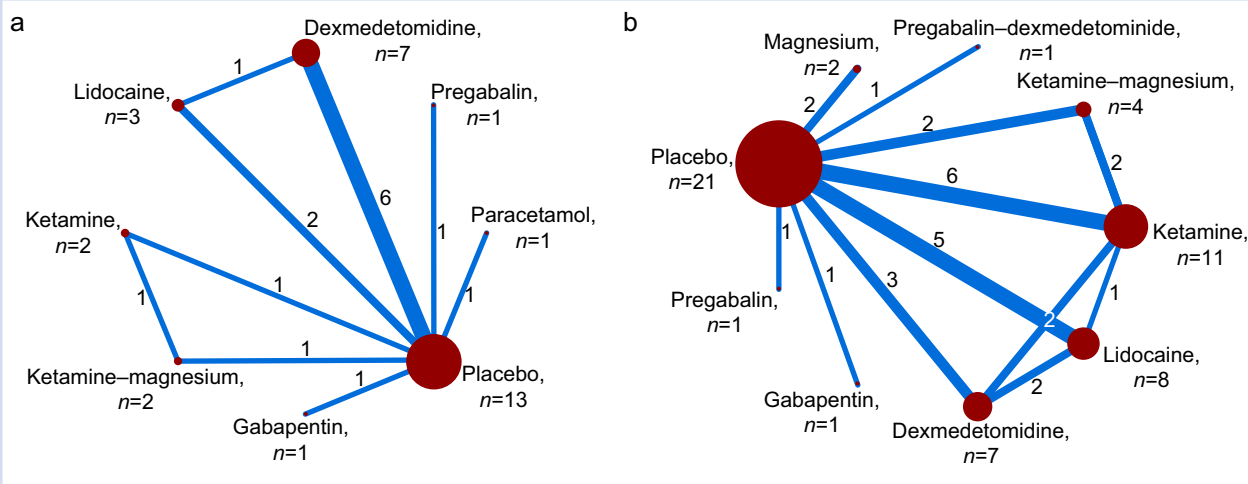 a
Dexmedetomidine,
n=7
1
Lidocaine,
n=3
Pregabalin,
n=1
6
2
1
Paracetamol,
n=1
Ketamine,
n=2
1
1
1
1
Ketamine–magnesium,
n=2
1
Placebo,
n=13
Gabapentin,
n=1
b
Pregabalin–dexmedetominide,
n=1
Magnesium,
n=2
Ketamine–magnesium,
n=4
2
1
2
Placebo,
n=21
6
2
Ketamine,
n=11
1
5
1
3
1
2
Pregabalin,
n=1
Lidocaine,
n=8
2
Gabapentin,
n=1
Dexmedetomidine,
n=7